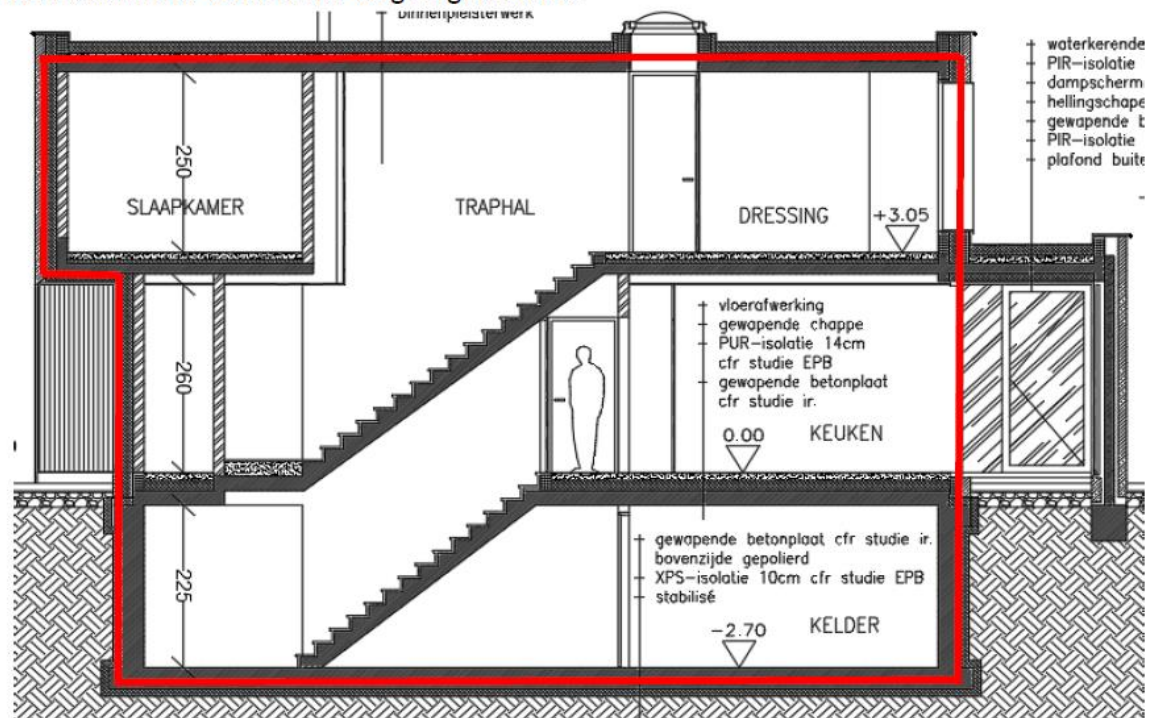 binnenpleisterwerk
waterkerende
PIR-isolatie
dampscherm
hellingschape
gewapende b
PIR-isolatie
plafond buite
250
SLAAPKAMER
TRAPHAL
DRESSING
+3.05
vloerafwerking
gewapende chappe
PUR-isolatie 14cm
cfr studie EPB
gewapende betonplaat
cfr studie ir.
260
0.00
KEUKEN
gewapende betonplaat cfr studie ir.
bovenzijde gepolierd
XPS-isolatie 10cm cfr studie EPB
stabilisé
225
-2.70
KELDER